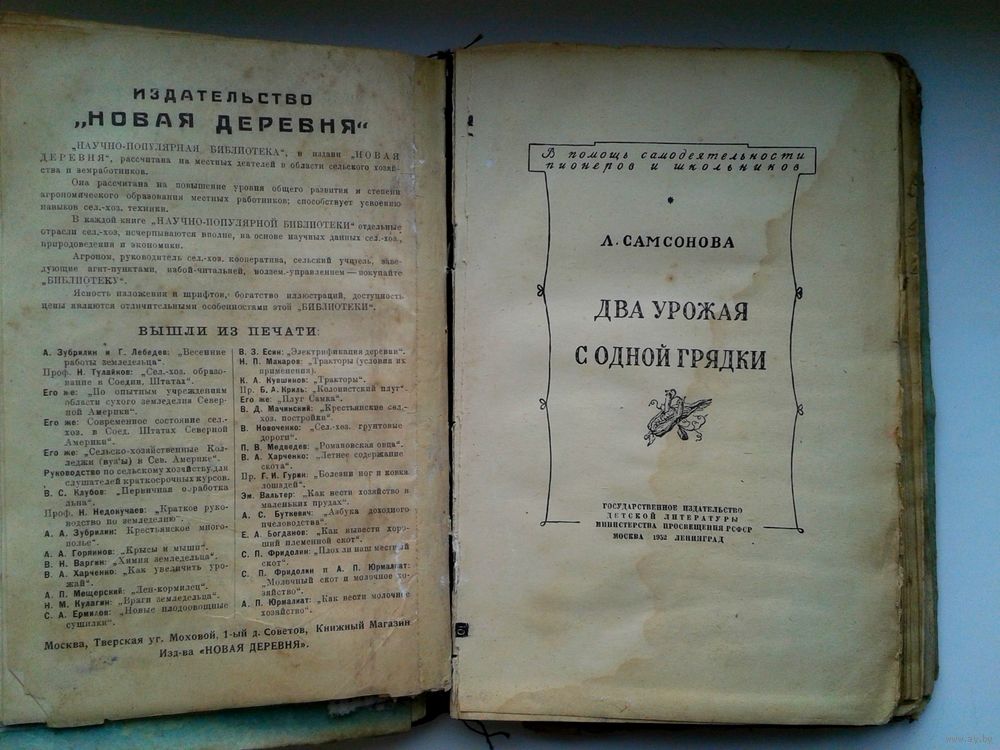 ИЗДАТЕЛЬСТВО
„НОВАЯ ДЕРЕВНЯ“
„НАУЧНО-ПОПУЛЯРНАЯ БИБЛИОТЕКА“, в издании „НОВАЯ
ДЕРЕВНЯ“, рассчитана на местных деятелей в области сельского хозяй-
ства и земработников.
Она рассчитана на повышение уровня общего развития и степени
агрономического образования местных работников; способствует усвоению
навыков сел.-хоз. техники.
В каждой книге „НАУЧНО-ПОПУЛЯРНОЙ БИБЛИОТЕКИ“ отдельные
отрасли сел.-хоз. исчерпываются вполне, на основе научных данных сел.-хоз.,
природоведения и экономики.
Агроном, руководитель сел.-хоз. кооператива, сельский учитель, заве-
дующие агит-пунктами, избой-читальней, волзем.-управлением — покупайте
„БИБЛИОТЕКУ“.
Ясность изложения и шрифтов, богатство иллюстраций, доступность
цены являются отличительными особенностями этой „БИБЛИОТЕКИ“.
ВЫШЛИ ИЗ ПЕЧАТИ:
А. Зубрилин и Г. Лебедев: „Весенние
работы земледельца“.
Проф. Н. Тулайков: „Сел.-хоз. образо-
вание в Соедин. Штатах“.
Его же: „По опытным учреждениям
области сухого земледелия Север-
ной Америки“.
Его же: Современное состояние сел.-
хоз. в Соед. Штатах Северной
Америки“.
Его же: „Сельско-хозяйственные Кол-
леджи (вузы) в Сев. Америке“.
Руководство по сельскому хозяйству для
слушателей краткосрочных курсов.
В. С. Клубов: „Первичная обработка
льна“.
Проф. Н. Недокучаев: „Краткое руко-
водство по земледелию“.
А. А. Зубрилин: Крестьянское много-
полье“.
А. А. Горяинов: „Крысы и мыши“.
В. Н. Варгин: „Химия земледельца“.
В. А. Харченко: „Как увеличить уро-
жай“.
А. П. Мещерский: „Лен-кормилец“.
Н. М. Кулагин: „Враги земледельца“.
С. А. Ермилов: „Новые плодоовощные
сушилки“.
В. З. Есин: „Электрификация деревни“.
Н. П. Макаров: „Тракторы (условия их
применения).
К. А. Кувшинов: „Тракторы“.
Пр. Б. А. Криль: „Колонистский плуг“.
Его же: „Плуг Санка“.
В. Д. Мачинский: „Крестьянские сел.-
хоз. постройки“.
В. Новоченко: „Сел.-хоз. грунтовые
дороги“.
П. В. Медведев: „Романовская овца“.
В. А. Харченко: „Летнее содержание
скота“.
Пр. Г. И. Гурин: „Болезни ног и ковка
лошадей“.
Эм. Вальтер: „Как вести хозяйство в
маленьких прудах“.
А. С. Буткевич: „Азбука доходного
пчеловодства“.
Е. А. Богданов: „Как вывести хоро-
ший племенной скот“.
С. П. Фридолин: „Плох ли наш местный
скот“.
С. П. Фридолин и А. П. Юрмалиат:
„Молочный скот и молочное хо-
зяйство“.
А. П. Юрмалиат: „Как вести молочное
хозяйство“.
Москва, Тверская уг. Моховой, 1-ый д. Советов, Книжный Магазин
Изд-ва «НОВАЯ ДЕРЕВНЯ».
В помощь самодеятельности
пионеров и школьников
Л. САМСОНОВА
ДВА УРОЖАЯ
С ОДНОЙ ГРЯДКИ
ГОСУДАРСТВЕННОЕ ИЗДАТЕЛЬСТВО
ДЕТСКОЙ ЛИТЕРАТУРЫ
МИНИСТЕРСТВА ПРОСВЕЩЕНИЯ РСФСР
МОСКВА 1952 ЛЕНИНГРАД
www.ay.by